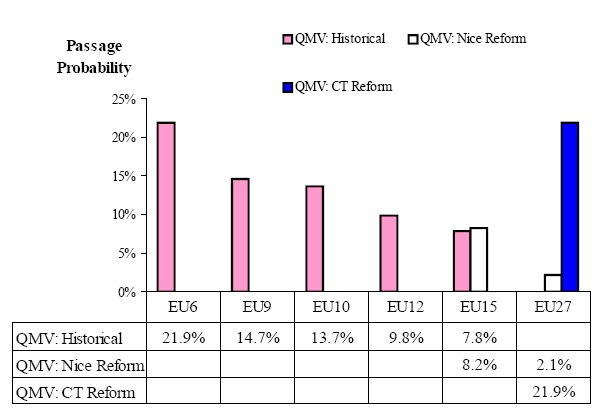 Passage
Probability
QMV: Historical QMV: Nice Reform
QMV: CT Reform
25%
20%
15%
10%
5%
0%
EU6 EU9 EU10 EU12 EU15 EU27
QMV: Historical 21.9% 14.7% 13.7% 9.8% 7.8%
QMV: Nice Reform 8.2% 2.1%
QMV: CT Reform 21.9%